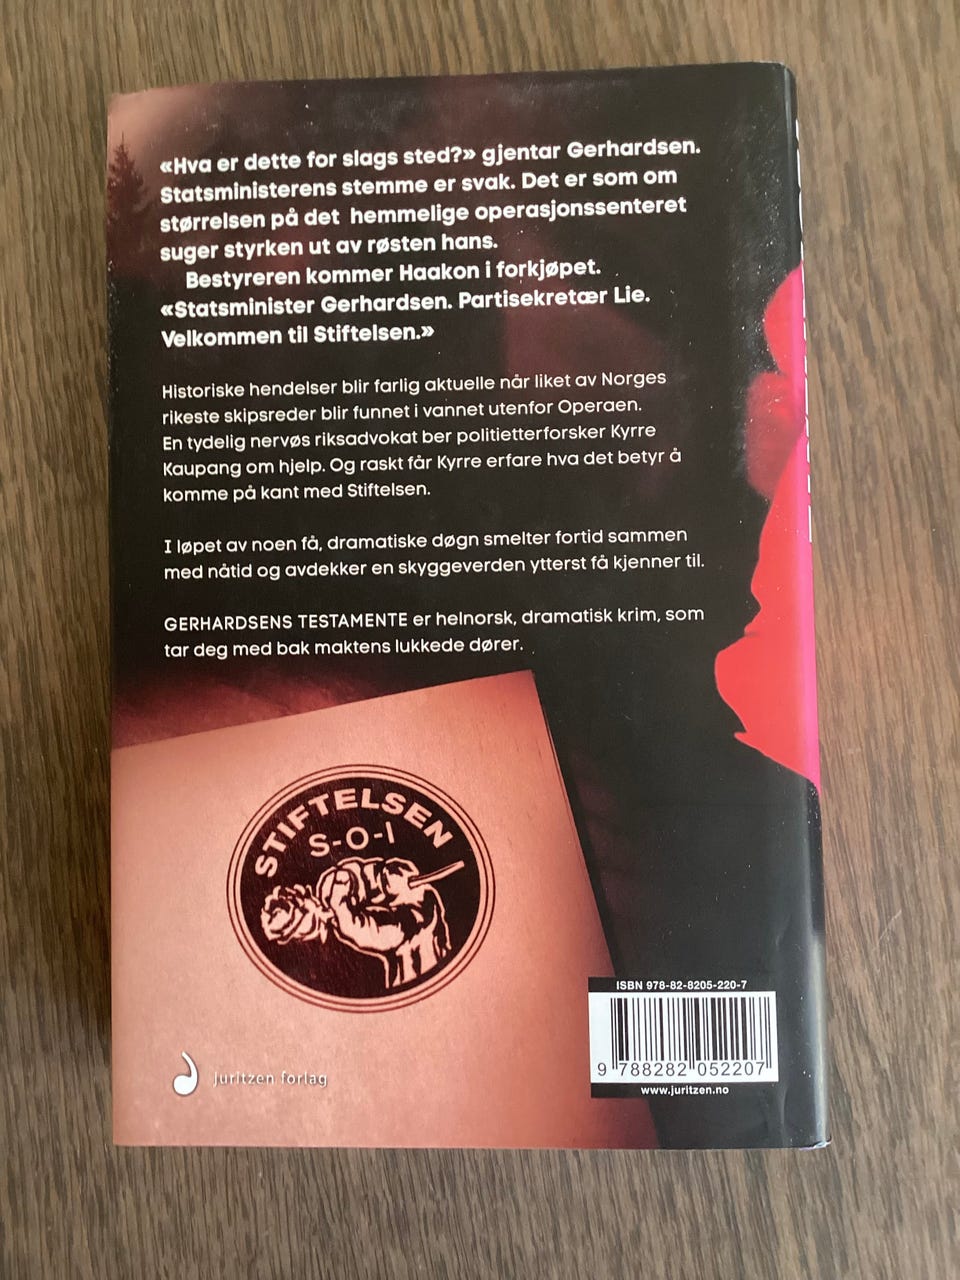 «Hva er dette for slags sted?» gjentar Gerhardsen.
Statsministerens stemme er svak. Det er som om
størrelsen på det hemmelige operasjonssenteret
suger styrken ut av røsten hans.
Bestyreren kommer Haakon i forkjøpet.
«Statsminister Gerhardsen. Partisekretær Lie.
Velkommen til Stiftelsen.»
Historiske hendelser blir farlig aktuelle når liket av Norges
rikeste skipsreder blir funnet i vannet utenfor Operaen.
En tydelig nervøs riksadvokat ber politietterforsker Kyrre
Kaupang om hjelp. Og raskt får Kyrre erfare hva det betyr å
komme på kant med Stiftelsen.
I løpet av noen få, dramatiske døgn smelter fortid sammen
med nåtid og avdekker en skyggeverden ytterst få kjenner til.
GERHARDSENS TESTAMENTE er helnorsk, dramatisk krim, som
tar deg med bak maktens lukkede dører.
STIFTELSEN
S-O-I
juritzen forlag
ISBN 978-82-8205-220-7
9 788282 052207
www.juritzen.no